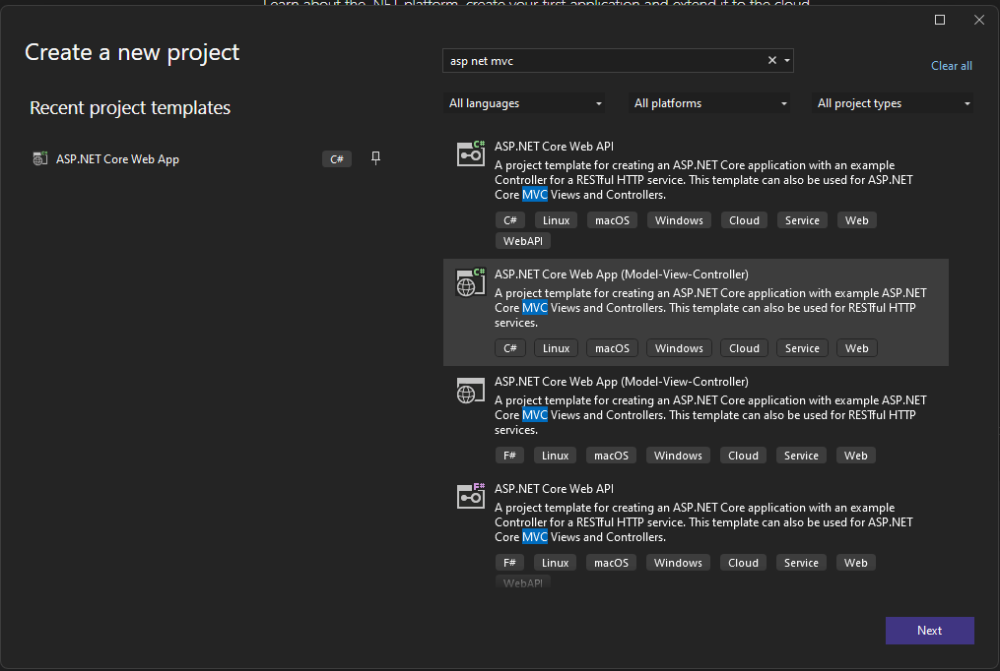 Learn about the .NET platform, create your first application and extend it to the cloud.
Create a new project
Recent project templates
ASP.NET Core Web App
C#
asp net mvc
Clear all
All languages
All platforms
All project types
C#
ASP.NET Core Web API
A project template for creating an ASP.NET Core application with an example
Controller for a RESTful HTTP service. This template can also be used for ASP.NET
Core MVC Views and Controllers.
C# Linux macOS Windows Cloud Service Web
WebAPI
C#
ASP.NET Core Web App (Model-View-Controller)
A project template for creating an ASP.NET Core application with example ASP.NET
Core MVC Views and Controllers. This template can also be used for RESTful HTTP
services.
C# Linux macOS Windows Cloud Service Web
ASP.NET Core Web App (Model-View-Controller)
A project template for creating an ASP.NET Core application with example ASP.NET
Core MVC Views and Controllers. This template can also be used for RESTful HTTP
services.
F# Linux macOS Windows Cloud Service Web
F#
ASP.NET Core Web API
A project template for creating an ASP.NET Core application with an example
Controller for a RESTful HTTP service. This template can also be used for ASP.NET
Core MVC Views and Controllers.
F# Linux macOS Windows Cloud Service Web
WebAPI
Next